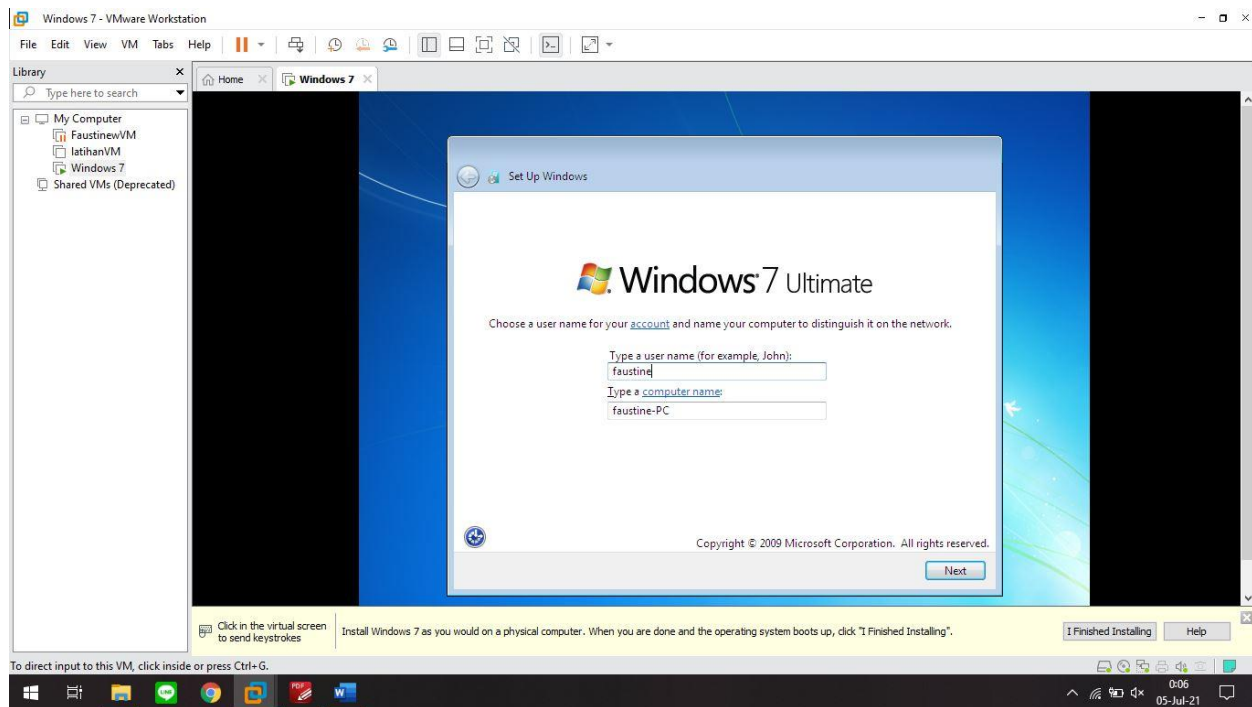 Windows 7 - VMware Workstation
File Edit View VM Tabs Help
Library
Type here to search
Home
Windows 7
My Computer
FaustinewVM
latihanVM
Windows 7
Shared VMs (Deprecated)
Set Up Windows
Windows 7 Ultimate
Choose a user name for your account and name your computer to distinguish it on the network.
Type a user name (for example, John):
faustine
Type a computer name:
faustine-PC
Copyright © 2009 Microsoft Corporation. All rights reserved.
Next
Click in the virtual screen
to send keystrokes
Install Windows 7 as you would on a physical computer. When you are done and the operating system boots up, click "I Finished Installing".
I Finished Installing
Help
To direct input to this VM, click inside or press Ctrl+G.
LINE
PDF
W
0:06
05-Jul-21